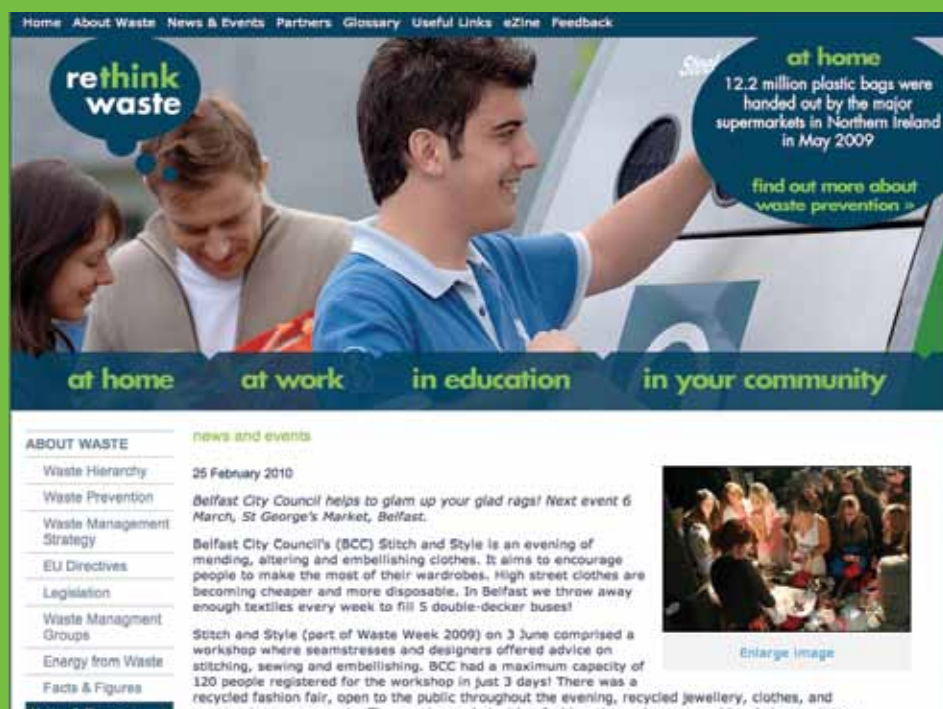 Home About Waste News & Events Partners Glossary Useful Links eZine Feedback
rethink
waste
at home
12.2 million plastic bags were
handed out by the major
supermarkets in Northern Ireland
in May 2009
find out more about
waste prevention »
at home at work in education in your community
ABOUT WASTE
Waste Hierarchy
Waste Prevention
Waste Management
Strategy
EU Directives
Legislation
Waste Managment
Groups
Energy from Waste
Facts & Figures
news and events
25 February 2010
Belfast City Council helps to glam up your glad rags! Next event 6
March, St George's Market, Belfast.
Belfast City Council's (BCC) Stitch and Style is an evening of
mending, altering and embellishing clothes. It aims to encourage
people to make the most of their wardrobes. High street clothes are
becoming cheaper and more disposable. In Belfast we throw away
enough textiles every week to fill 5 double-decker buses!
Stitch and Style (part of Waste Week 2009) on 3 June comprised a
workshop where seamstresses and designers offered advice on
stitching, sewing and embellishing. BCC had a maximum capacity of
120 people registered for the workshop in just 3 days! There was a
recycled fashion fair, open to the public throughout the evening, recycled jewellery, clothes, and
Enlarge image